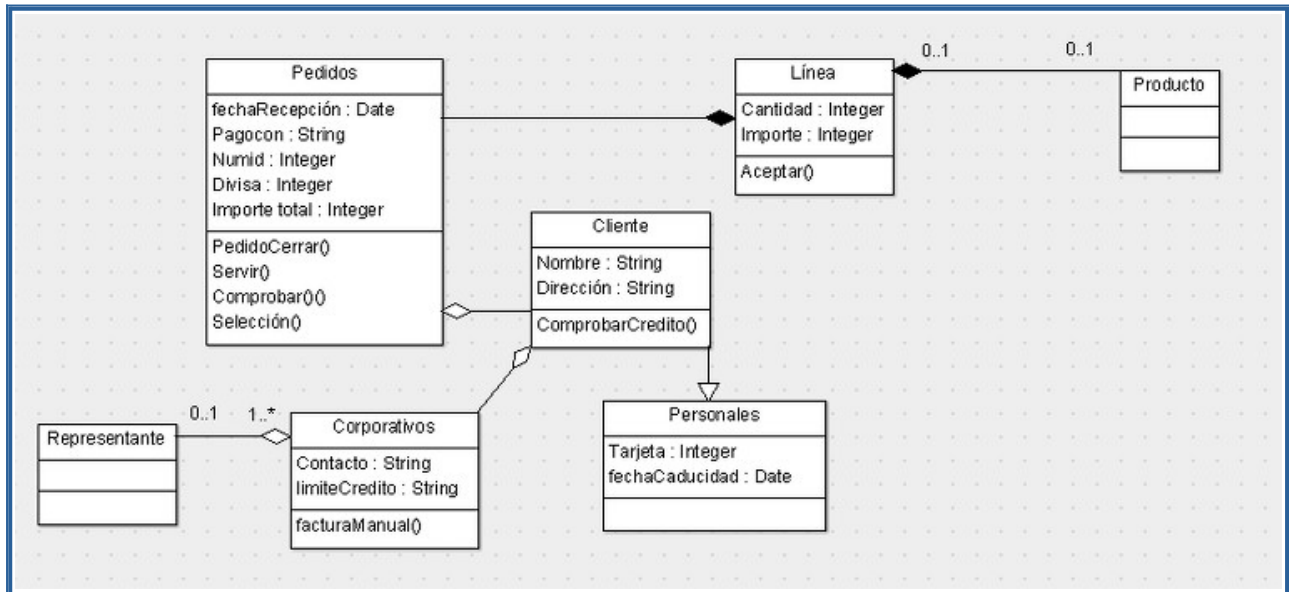 Pedidos
fechaRecepción : Date
Pagocon : String
Numid : Integer
Divisa : Integer
Importe total : Integer
PedidoCerrar()
Servir()
Comprobar()()
Selección()
Línea
Cantidad : Integer
Importe : Integer
Aceptar()
0..1
0..1
Producto
Cliente
Nombre : String
Dirección : String
ComprobarCredito()
Representante
0..1
1..*
Corporativos
Contacto : String
limiteCredito : String
facturaManual()
Personales
Tarjeta : Integer
fechaCaducidad : Date